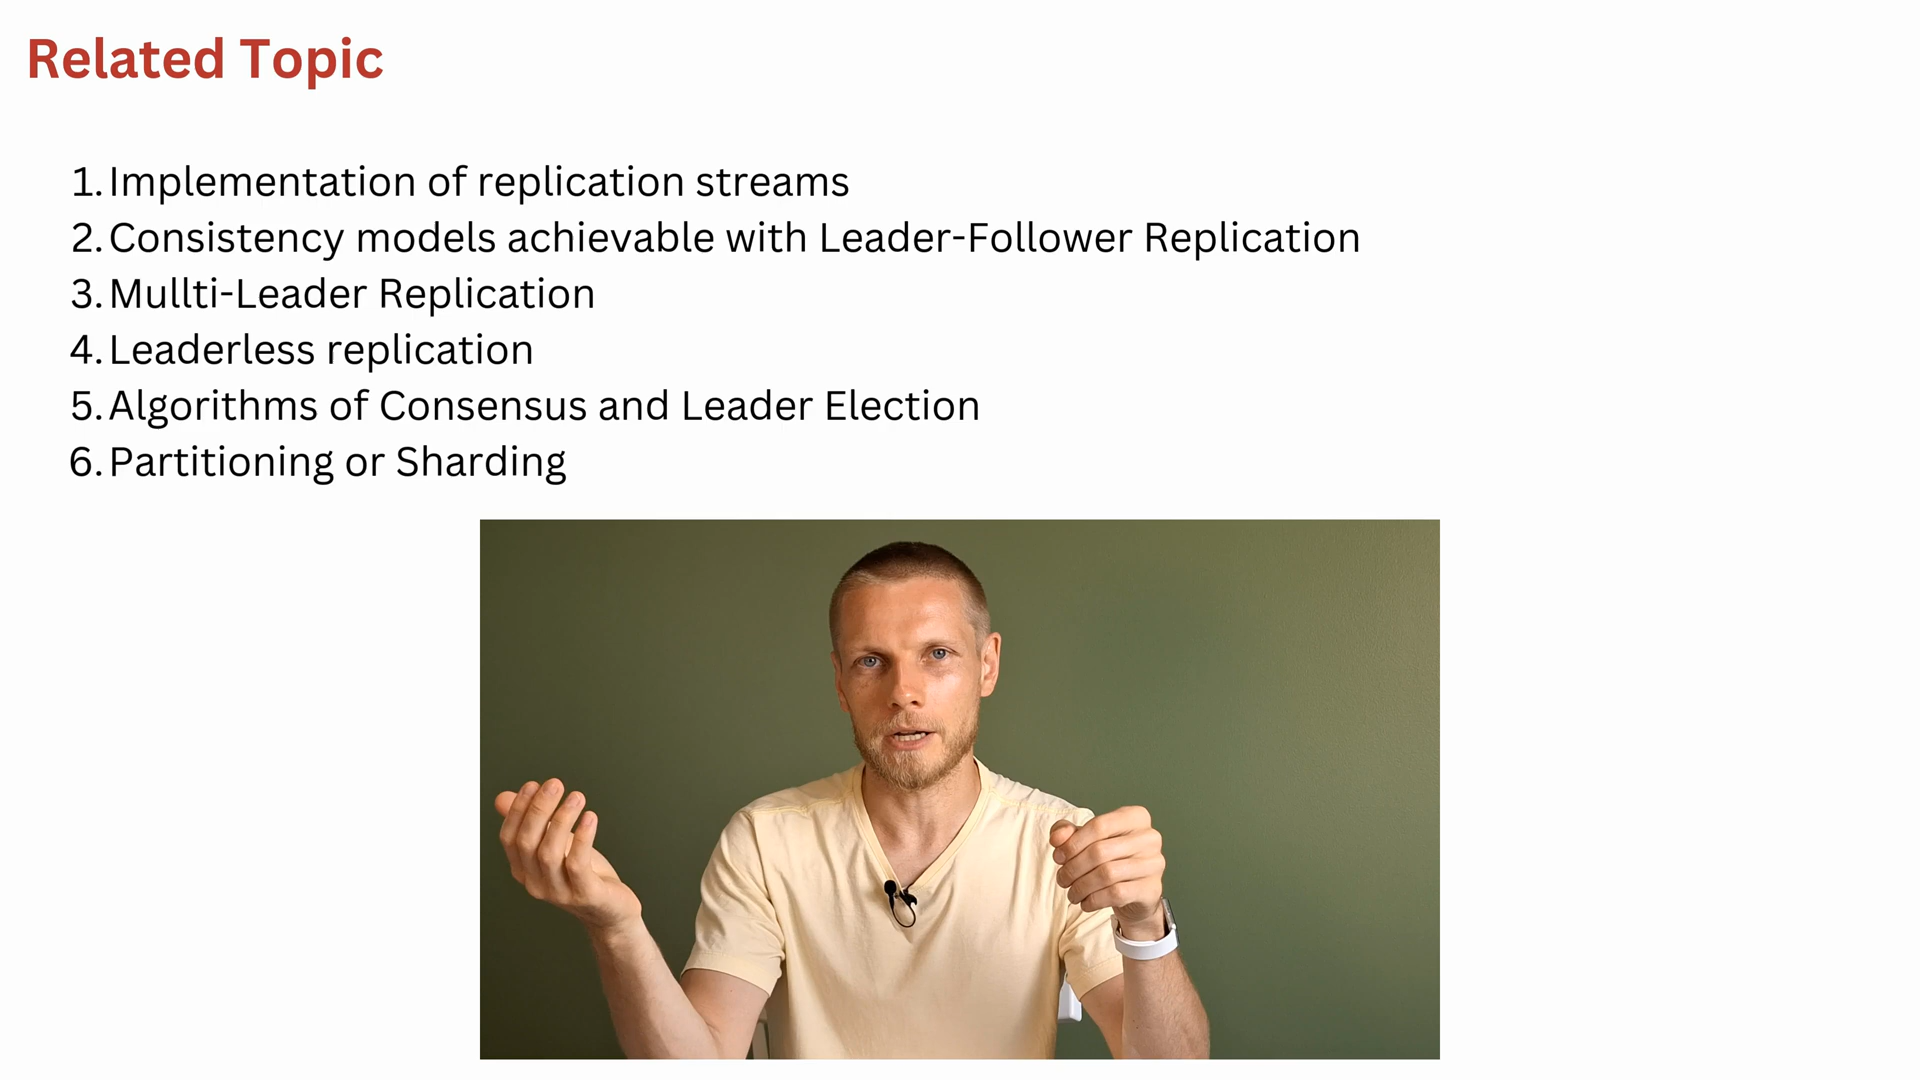 Related Topic
1. Implementation of replication streams
2. Consistency models achievable with Leader-Follower Replication
3. Mullti-Leader Replication
4. Leaderless replication
5. Algorithms of Consensus and Leader Election
6. Partitioning or Sharding